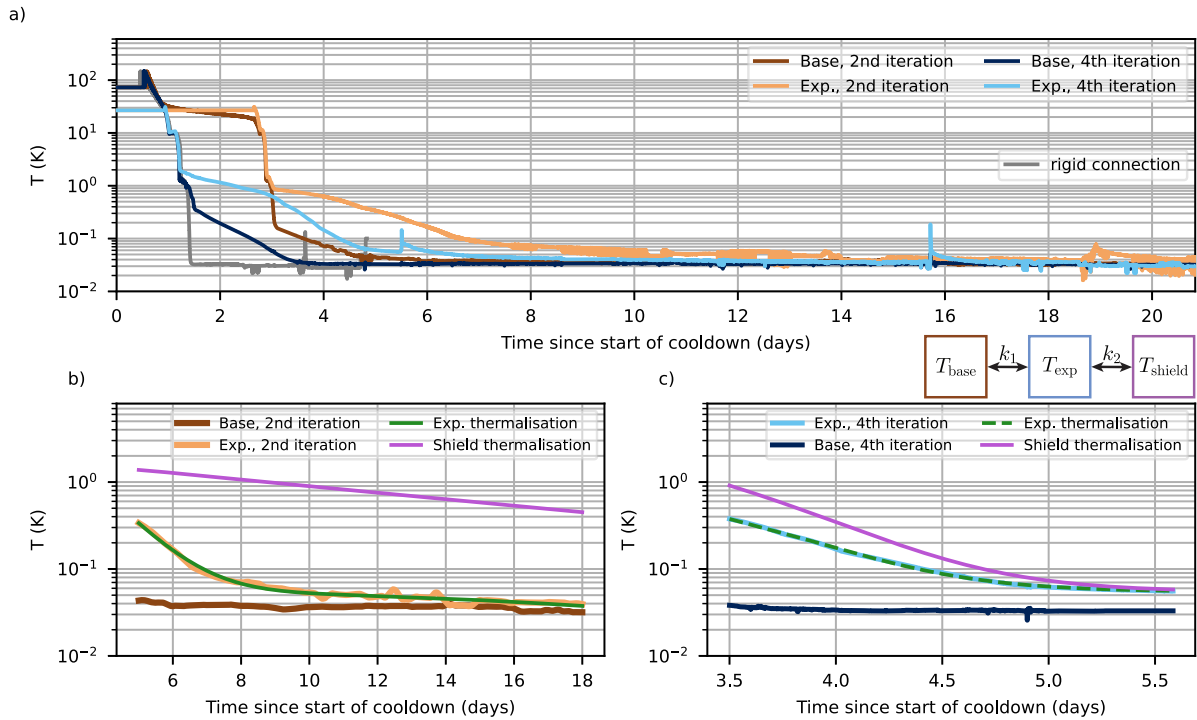 a)
T (K)
10² 10¹ 10⁰ 10⁻¹ 10⁻²
Base, 2nd iteration
Exp., 2nd iteration
Base, 4th iteration
Exp., 4th iteration
rigid connection
0 2 4 6 8 10 12 14 16 18 20
Time since start of cooldown (days)
T_base k₁ T_exp k₂ T_shield
b)
T (K)
10⁰ 10⁻¹ 10⁻²
Base, 2nd iteration
Exp., 2nd iteration
Exp. thermalisation
Shield thermalisation
6 8 10 12 14 16 18
Time since start of cooldown (days)
c)
T (K)
10⁰ 10⁻¹ 10⁻²
Exp., 4th iteration
Base, 4th iteration
Exp. thermalisation
Shield thermalisation
3.5 4.0 4.5 5.0 5.5
Time since start of cooldown (days)